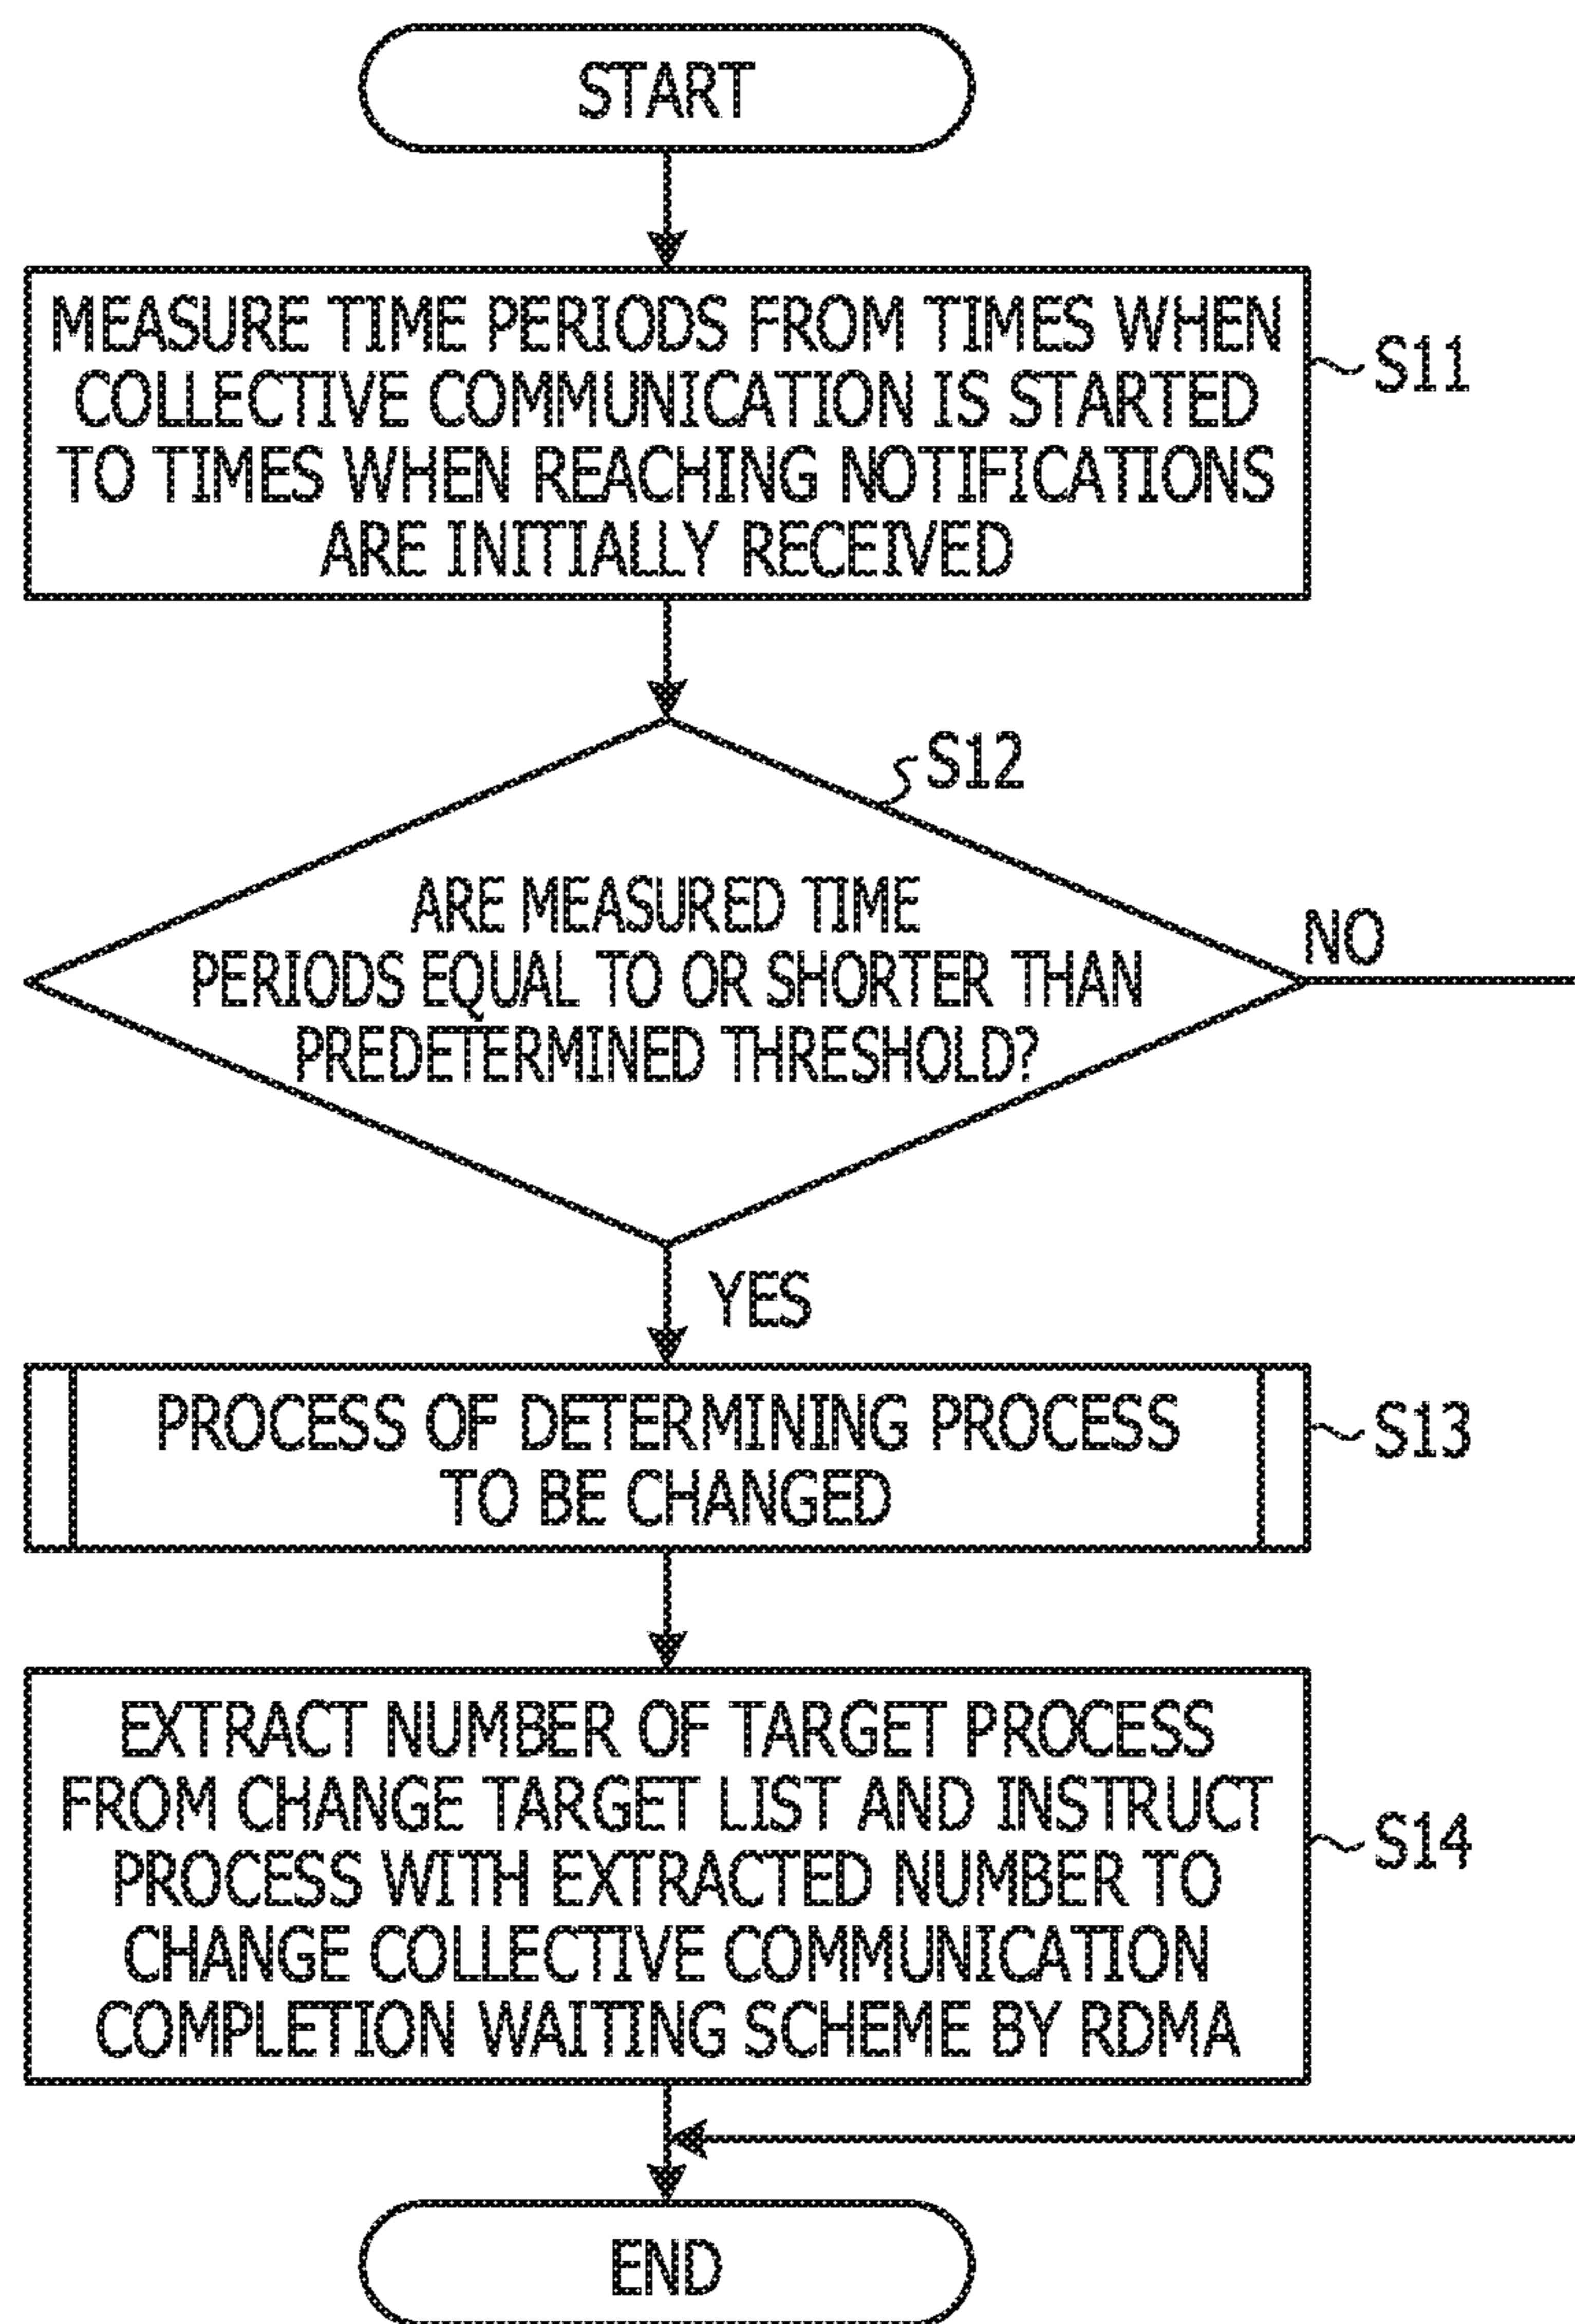 START
MEASURE TIME PERIODS FROM TIMES WHEN
COLLECTIVE COMMUNICATION IS STARTED
TO TIMES WHEN REACHING NOTIFICATIONS
ARE INITIALLY RECEIVED
S11
S12
ARE MEASURED TIME
PERIODS EQUAL TO OR SHORTER THAN
PREDETERMINED THRESHOLD?
NO
YES
PROCESS OF DETERMINING PROCESS
TO BE CHANGED
S13
EXTRACT NUMBER OF TARGET PROCESS
FROM CHANGE TARGET LIST AND INSTRUCT
PROCESS WITH EXTRACTED NUMBER TO
CHANGE COLLECTIVE COMMUNICATION
COMPLETION WAITING SCHEME BY RDMA
S14
END